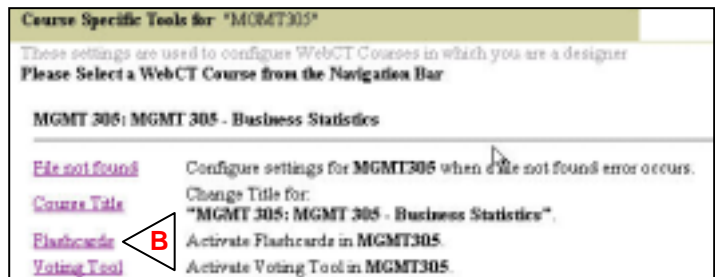 Course Specific Tools for "MGMT305"
These settings are used to configure WebCT Courses in which you are a designer
Please Select a WebCT Course from the Navigation Bar
MGMT 305: MGMT 305 - Business Statistics
File not found Configure settings for MGMT305 when a file not found error occurs.
Course Title Change Title for:
"MGMT 305: MGMT 305 - Business Statistics".
Flashcards B Activate Flashcards in MGMT305.
Voting Tool Activate Voting Tool in MGMT305.